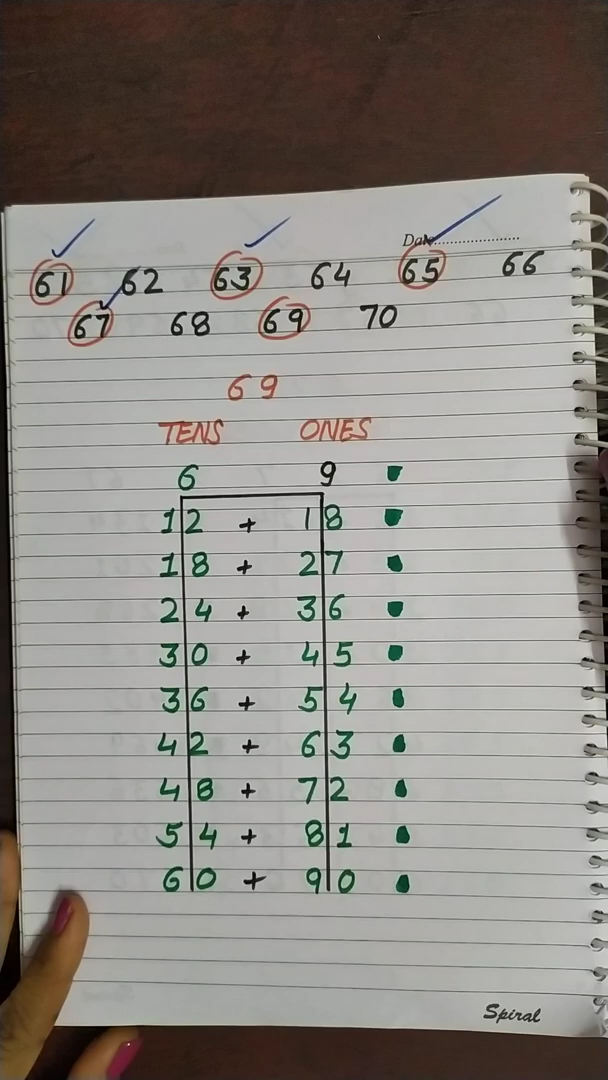 Date
61 62 63 64 65 66
67 68 69 70
69
TENS ONES
6 9
12 + 18
18 + 27
24 + 36
30 + 45
36 + 54
42 + 63
48 + 72
54 + 81
60 + 90
Spiral